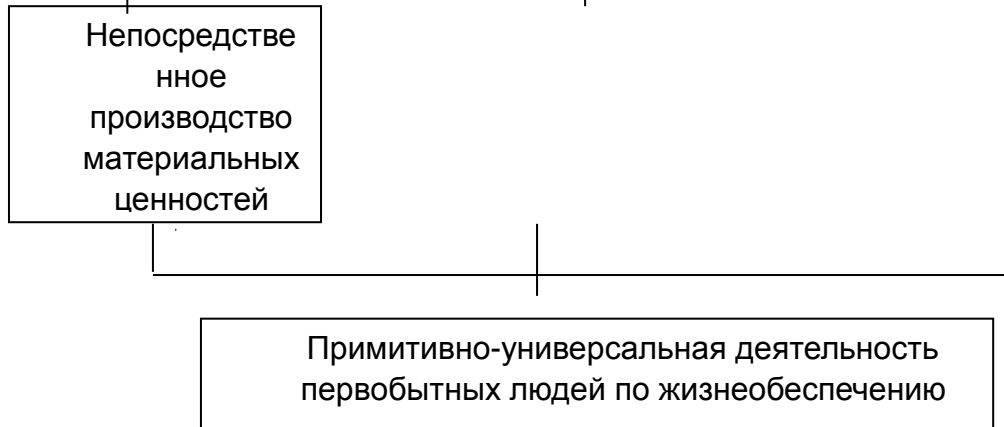 Непосредстве
нное
производство
материальных
ценностей
Примитивно-универсальная деятельность
первобытных людей по жизнеобеспечению